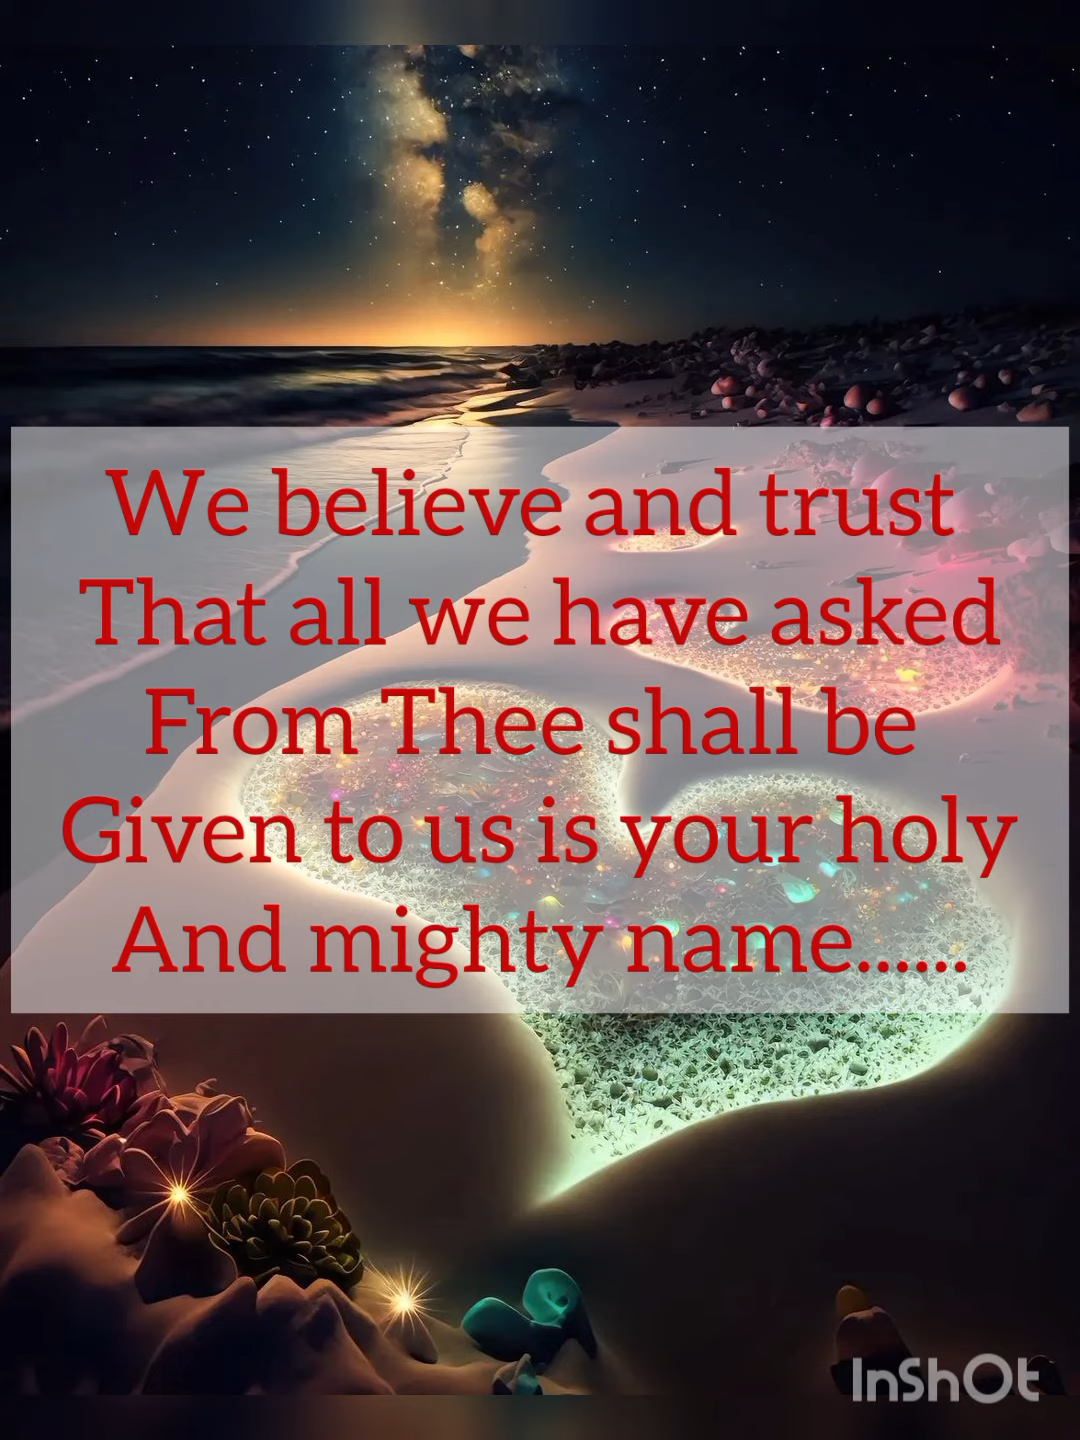 We believe and trust
That all we have asked
From Thee shall be
Given to us is your holy
And mighty name......
InShOt